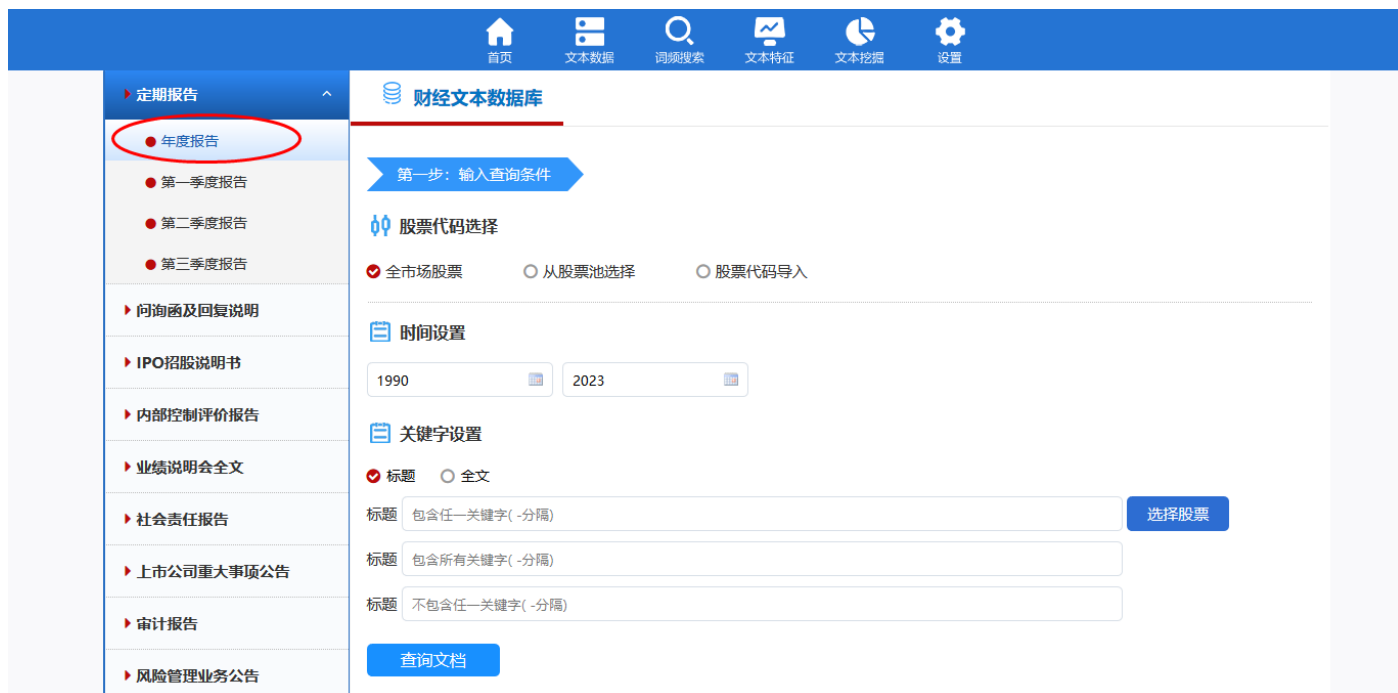 首页 文本数据 词频搜索 文本特征 文本挖掘 设置
定期报告
年度报告
第一季度报告
第二季度报告
第三季度报告
问询函及回复说明
IPO招股说明书
内部控制评价报告
业绩说明会全文
社会责任报告
上市公司重大事项公告
审计报告
风险管理业务公告
财经文本数据库
第一步：输入查询条件
股票代码选择
全市场股票 从股票池选择 股票代码导入
时间设置
1990 2023
关键字设置
标题 全文
标题 包含任一关键字( -分隔) 选择股票
标题 包含所有关键字( -分隔)
标题 不包含任一关键字( -分隔)
查询文档